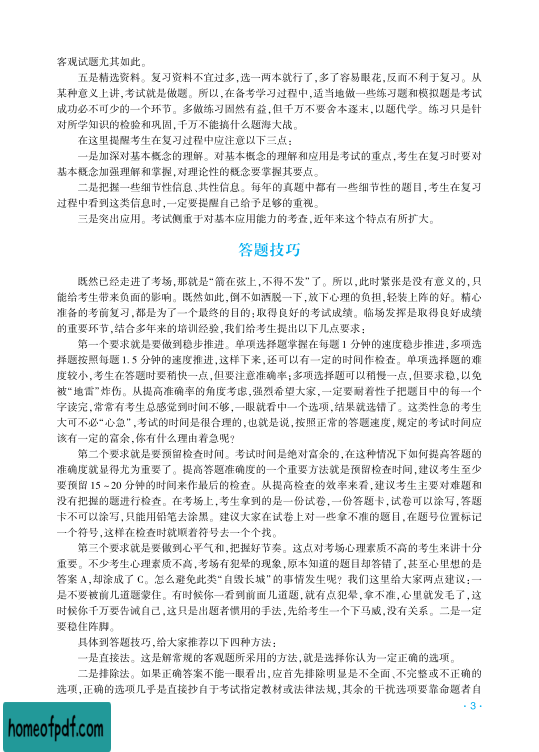 客观试题尤其如此。
五是精选资料。复习资料不宜过多,选一两本就行了,多了容易眼花,反而不利于复习。从
某种意义上讲,考试就是做题。所以,在备考学习过程中,适当地做一些练习题和模拟题是考试
成功必不可少的一个环节。多做练习固然有益,但千万不要舍本逐末,以题代学。练习只是针
对所学知识的检验和巩固,千万不能搞什么题海大战。
在这里提醒考生在复习过程中应注意以下三点:
一是加深对基本概念的理解。对基本概念的理解和应用是考试的重点,考生在复习时要对
基本概念加强理解和掌握,对理论性的概念要掌握其要点。
二是把握一些细节性信息、共性信息。每年的真题中都有一些细节性的题目,考生在复习
过程中看到这类信息时,一定要提醒自己给予足够的重视。
三是突出应用。考试侧重于对基本应用能力的考查,近年来这个特点有所扩大。
答题技巧
既然已经走进了考场,那就是“箭在弦上,不得不发”了。所以,此时紧张是没有意义的,只
能给考生带来负面的影响。既然如此,倒不如洒脱一下,放下心理的负担,轻装上阵的好。精心
准备的考前复习,都是为了一个最终的目的:取得良好的考试成绩。临场发挥是取得良好成绩
的重要环节,结合多年来的培训经验,我们给考生提出以下几点要求:
第一个要求就是要做到稳步推进。单项选择题掌握在每题 1 分钟的速度稳步推进,多项选
择题按照每题 1. 5 分钟的速度推进,这样下来,还可以有一定的时间作检查。单项选择题的难
度较小,考生在答题时要稍快一点,但要注意准确率;多项选择题可以稍慢一点,但要求稳,以免
被“地雷”炸伤。从提高准确率的角度考虑,强烈希望大家,一定要耐着性子把题目中的每一个
字读完,常常有考生总感觉到时间不够,一眼就看中一个选项,结果就选错了。这类性急的考生
大可不必“心急”,考试的时间是很合理的,也就是说,按照正常的答题速度,规定的考试时间应
该有一定的富余,你有什么理由着急呢?
第二个要求就是要预留检查时间。考试时间是绝对富余的,在这种情况下如何提高答题的
准确度就显得尤为重要了。提高答题准确度的一个重要方法就是预留检查时间,建议考生至少
要预留 15 ~ 20 分钟的时间来作最后的检查。从提高检查的效率来看,建议考生主要对难题和
没有把握的题进行检查。在考场上,考生拿到的是一份试卷,一份答题卡,试卷可以涂写,答题
卡不可以涂写,只能用铅笔去涂黑。建议大家在试卷上对一些拿不准的题目,在题号位置标记
一个符号,这样在检查时就顺着符号去一个个找。
第三个要求就是要做到心平气和,把握好节奏。这点对考场心理素质不高的考生来讲十分
重要。不少考生心理素质不高,考场有犯晕的现象,原本知道的题目却答错了,甚至心里想的是
答案 A,却涂成了 C。怎么避免此类“自毁长城”的事情发生呢? 我们这里给大家两点建议:一
是不要被前几道题蒙住。有时候你一看到前面几道题,就有点犯晕,拿不准,心里就发毛了,这
时候你千万要告诫自己,这只是出题者惯用的手法,先给考生一个下马威,没有关系。二是一定
要稳住阵脚。
具体到答题技巧,给大家推荐以下四种方法:
一是直接法。这是解常规的客观题所采用的方法,就是选择你认为一定正确的选项。
二是排除法。如果正确答案不能一眼看出,应首先排除明显是不全面、不完整或不正确的
选项,正确的选项几乎是直接抄自于考试指定教材或法律法规,其余的干扰选项要靠命题者自
· 3 ·
homeofpdf.com